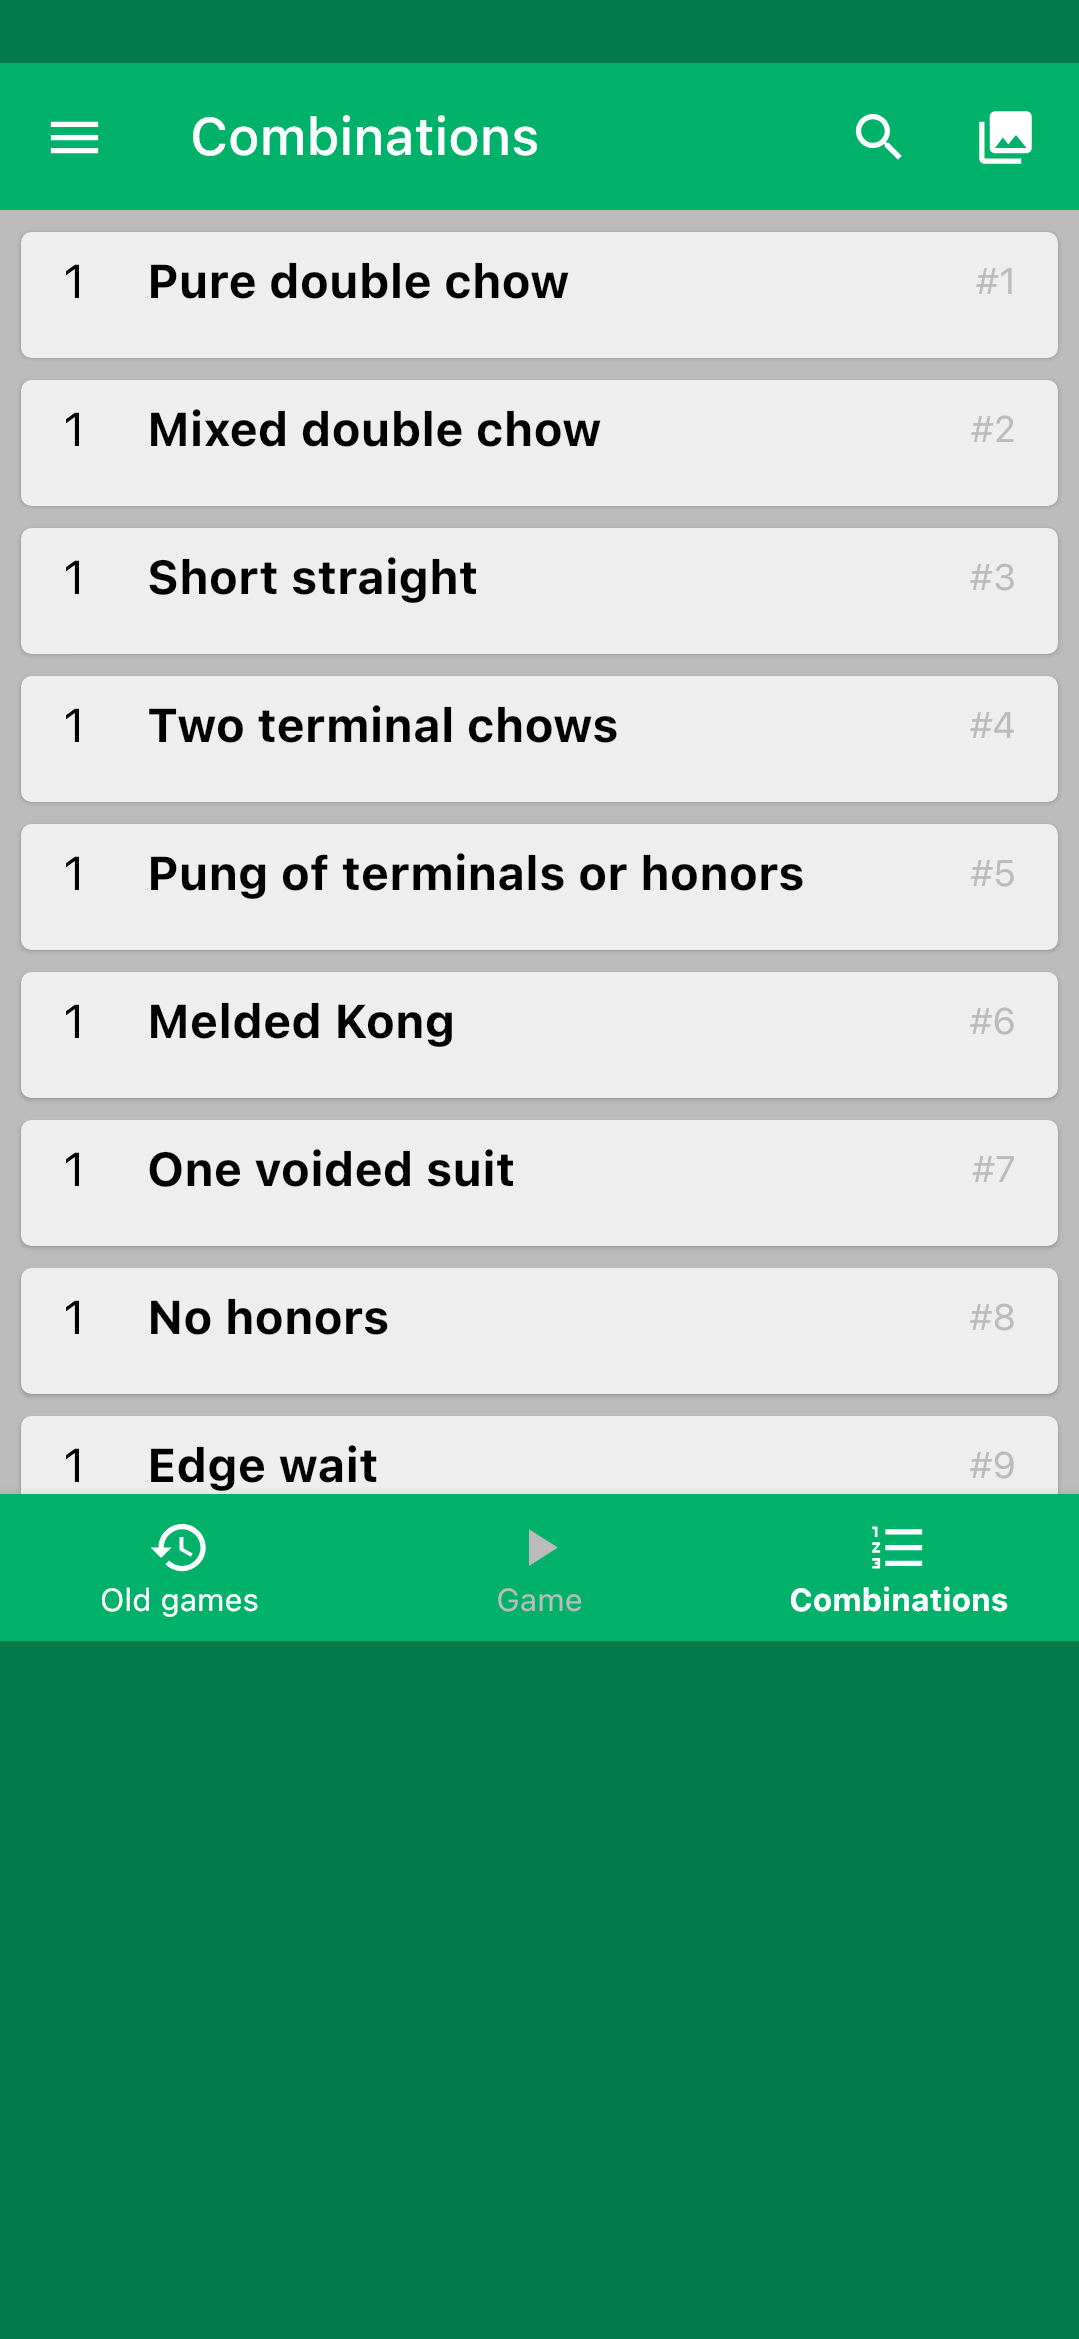 Combinations
1 Pure double chow #1
1 Mixed double chow #2
1 Short straight #3
1 Two terminal chows #4
1 Pung of terminals or honors #5
1 Melded Kong #6
1 One voided suit #7
1 No honors #8
1 Edge wait #9
Old games Game Combinations